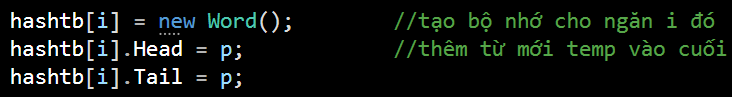 hashtb[i] = new Word(); //tạo bộ nhớ cho ngăn i đó
hashtb[i].Head = p; //thêm từ mới temp vào cuối
hashtb[i].Tail = p;